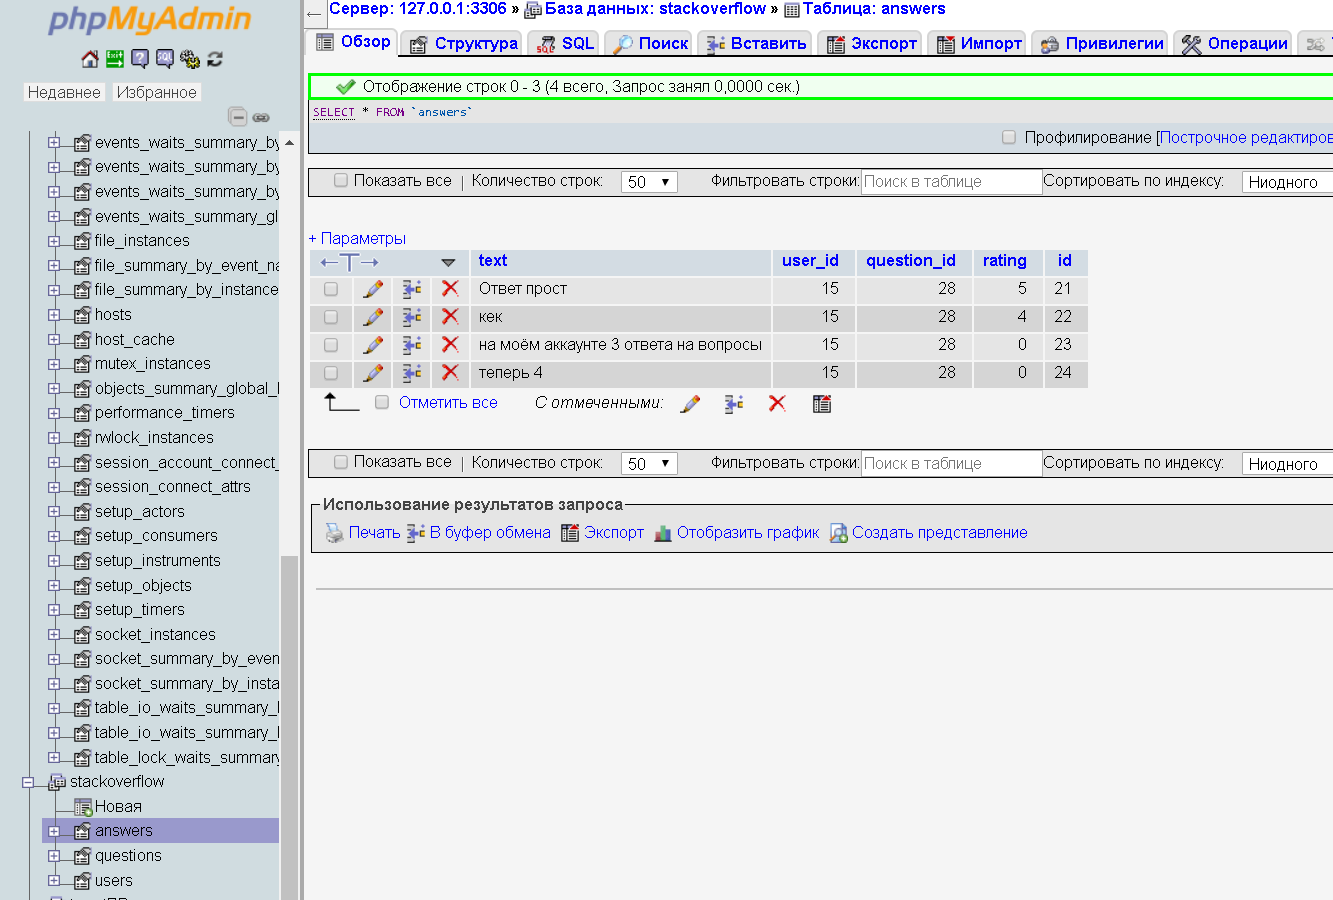 phpMyAdmin
Недавнее Избранное
events_waits_summary_by
events_waits_summary_by
events_waits_summary_by
events_waits_summary_gl
file_instances
file_summary_by_event_na
file_summary_by_instance
hosts
host_cache
mutex_instances
objects_summary_global_
performance_timers
rwlock_instances
session_account_connect_
session_connect_attrs
setup_actors
setup_consumers
setup_instruments
setup_objects
setup_timers
socket_instances
socket_summary_by_even
socket_summary_by_insta
table_io_waits_summary_
table_io_waits_summary_
table_lock_waits_summary
stackoverflow
Новая
answers
questions
users
← Сервер: 127.0.0.1:3306 » База данных: stackoverflow » Таблица: answers
Обзор Структура SQL Поиск Вставить Экспорт Импорт Привилегии Операции
Отображение строк 0 - 3 (4 всего, Запрос занял 0,0000 сек.)
SELECT * FROM `answers`
Профилирование [Построчное редактиров
Показать все | Количество строк: 50 Фильтровать строки: Поиск в таблице Сортировать по индексу: Ниодного
+ Параметры
←T→ text user_id question_id rating id
Ответ прост 15 28 5 21
кек 15 28 4 22
на моём аккаунте 3 ответа на вопросы 15 28 0 23
теперь 4 15 28 0 24
Отметить все С отмеченными:
Показать все | Количество строк: 50 Фильтровать строки: Поиск в таблице Сортировать по индексу: Ниодного
Использование результатов запроса
Печать В буфер обмена Экспорт Отобразить график Создать представление